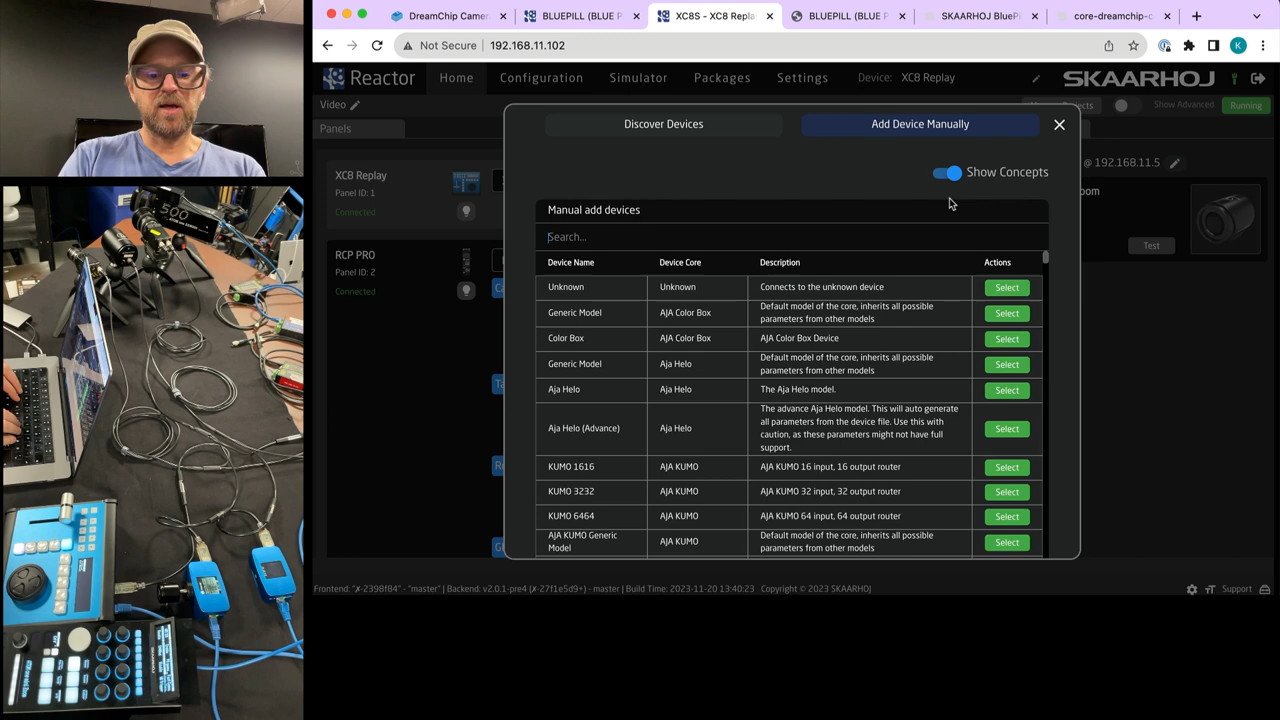 DreamChip Camer
BLUEPILL (BLUE P
XC8S - XC8 Repla
BLUEPILL (BLUE P
SKAARHOJ BluePi
core-dreamchip-c
Not Secure 192.168.11.102
K
Reactor Home Configuration Simulator Packages Settings Device: XC8 Replay SKAARHOJ
Video
Show Advanced
Running
Panels
Discover Devices
Add Device Manually
XC8 Replay
Panel ID: 1
Connected
RCP PRO
Panel ID: 2
Connected
@ 192.168.11.5
Test
Show Concepts
Manual add devices
Search...
Device Name Device Core Description Actions
Unknown Unknown Connects to the unknown device Select
Generic Model AJA Color Box Default model of the core, inherits all possible parameters from other models Select
Color Box AJA Color Box AJA Color Box Device Select
Generic Model Aja Helo Default model of the core, inherits all possible parameters from other models Select
Aja Helo Aja Helo The Aja Helo model. Select
Aja Helo (Advance) Aja Helo The advance Aja Helo model. This will auto generate all parameters from the device file. Use this with caution, as these parameters might not have full support. Select
KUMO 1616 AJA KUMO AJA KUMO 16 input, 16 output router Select
KUMO 3232 AJA KUMO AJA KUMO 32 input, 32 output router Select
KUMO 6464 AJA KUMO AJA KUMO 64 input, 64 output router Select
AJA KUMO Generic Model AJA KUMO Default model of the core, inherits all possible parameters from other models Select
Frontend: "✗-2398f84" - "master" | Backend: v2.0.1-pre4 (✗-27f1e5d9+) - master | Build Time: 2023-11-20 13:40:23 Copyright © 2023 SKAARHOJ
Support
500